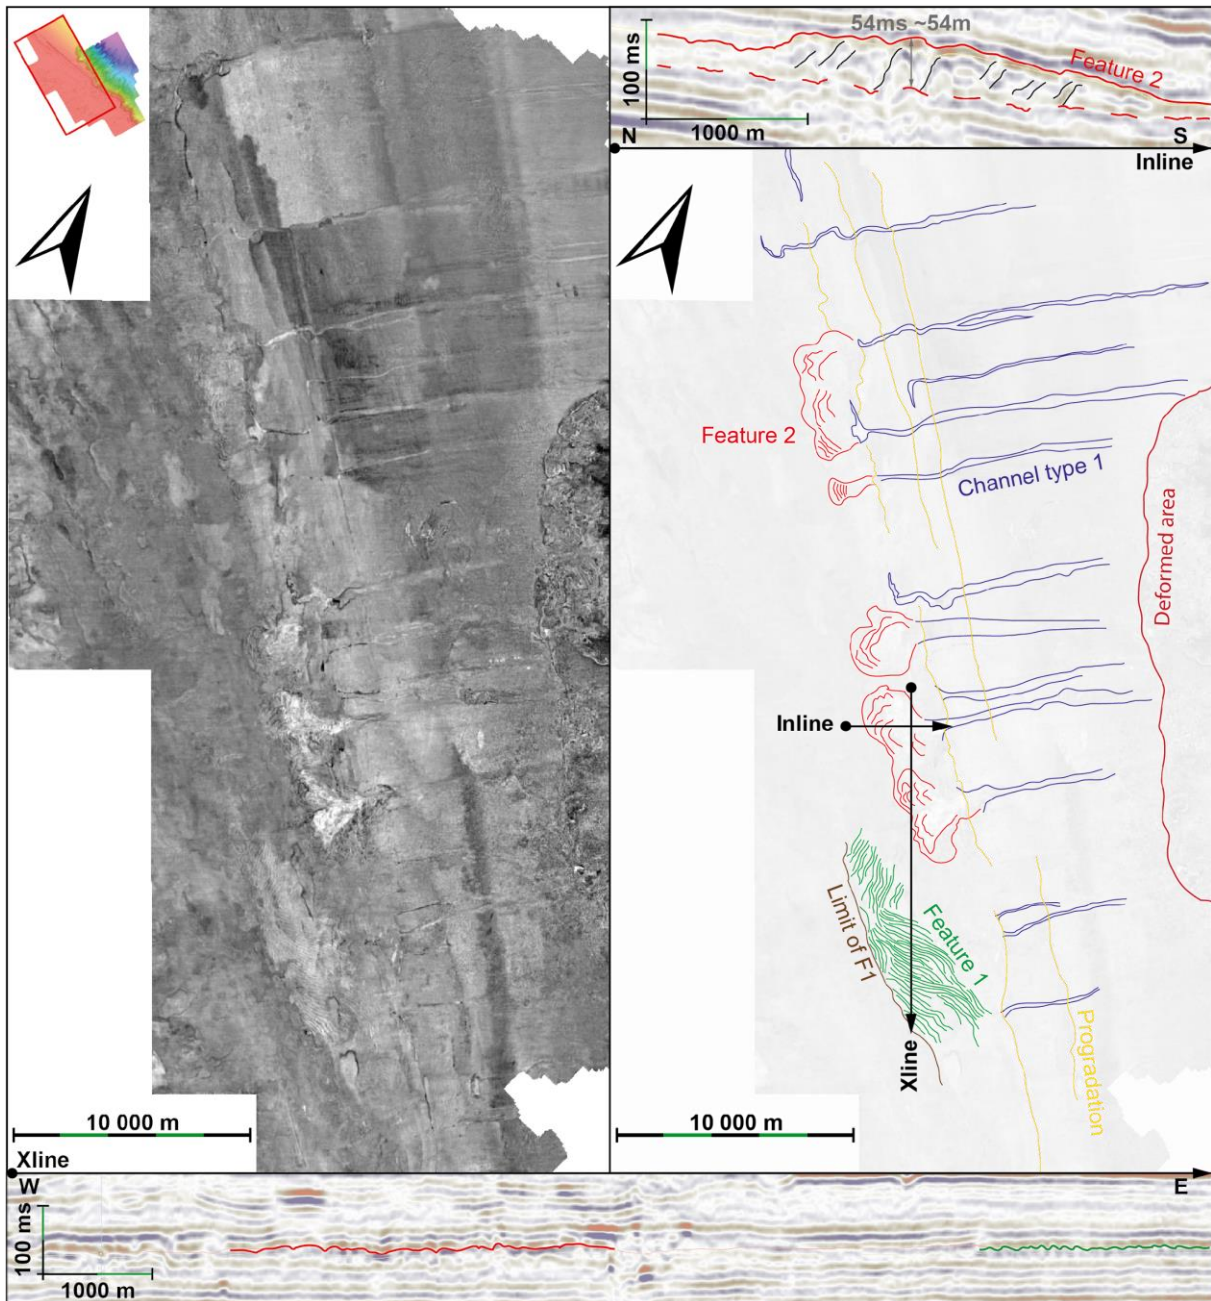 54ms ~54m
Feature 2
100 ms
1000 m
N
S
Inline
Feature 2
Channel type 1
Deformed area
Inline
Feature 1
Limit of F1
Xline
Progradation
10 000 m
10 000 m
Xline
W
E
100 ms
1000 m